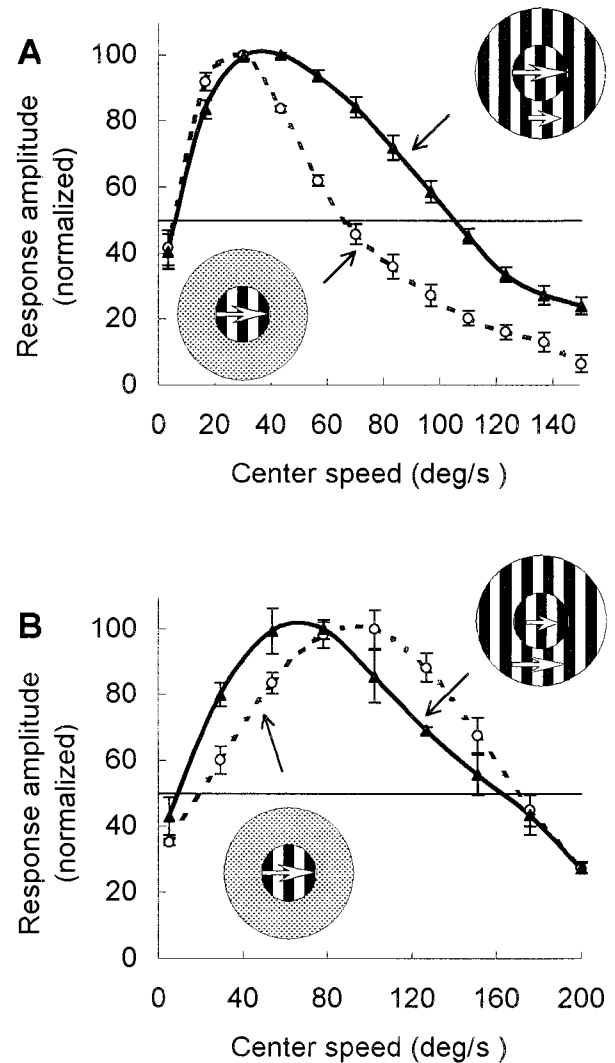 A
Response amplitude
(normalized)
100
80
60
40
20
0
0 20 40 60 80 100 120 140
Center speed (deg/s )
B
Response amplitude
(normalized)
100
80
60
40
20
0
0 40 80 120 160 200
Center speed (deg/s )